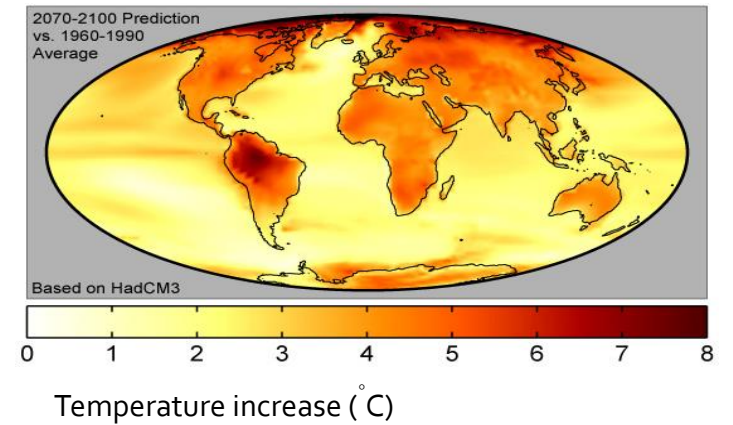 2070-2100 Prediction
vs. 1960-1990
Average
Based on HadCM3
0 1 2 3 4 5 6 7 8
Temperature increase (°C)